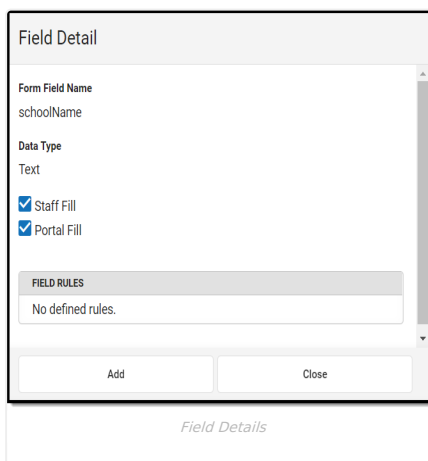 Field Detail
Form Field Name
schoolName
Data Type
Text
Staff Fill
Portal Fill
FIELD RULES
No defined rules.
Add
Close
Field Details